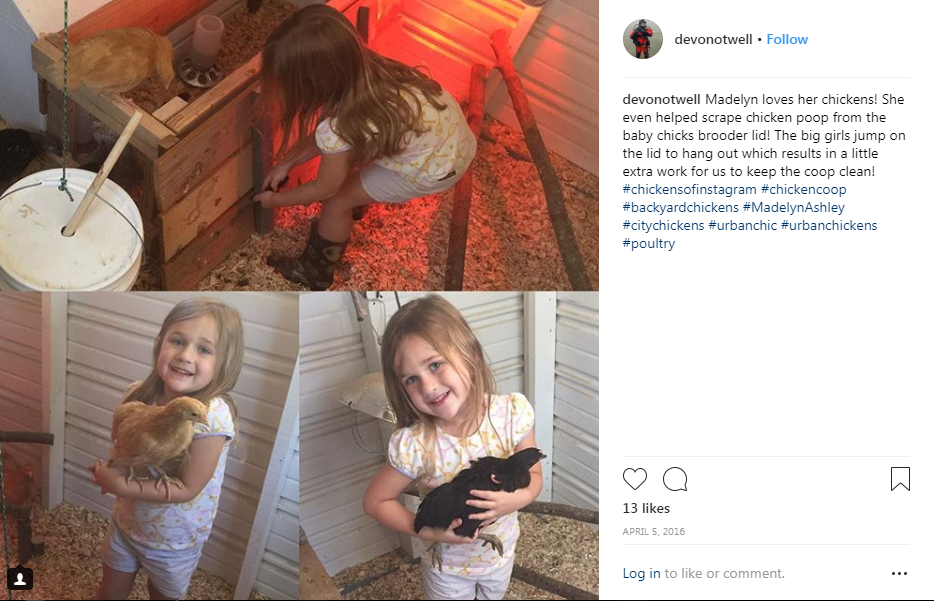 devonotwell • Follow
devonotwell Madelyn loves her chickens! She
even helped scrape chicken poop from the
baby chicks brooder lid! The big girls jump on
the lid to hang out which results in a little
extra work for us to keep the coop clean!
#chickensofinstagram #chickencoop
#backyardchickens #MadelynAshley
#citychickens #urbanchic #urbanchickens
#poultry
13 likes
APRIL 5, 2016
Log in to like or comment.